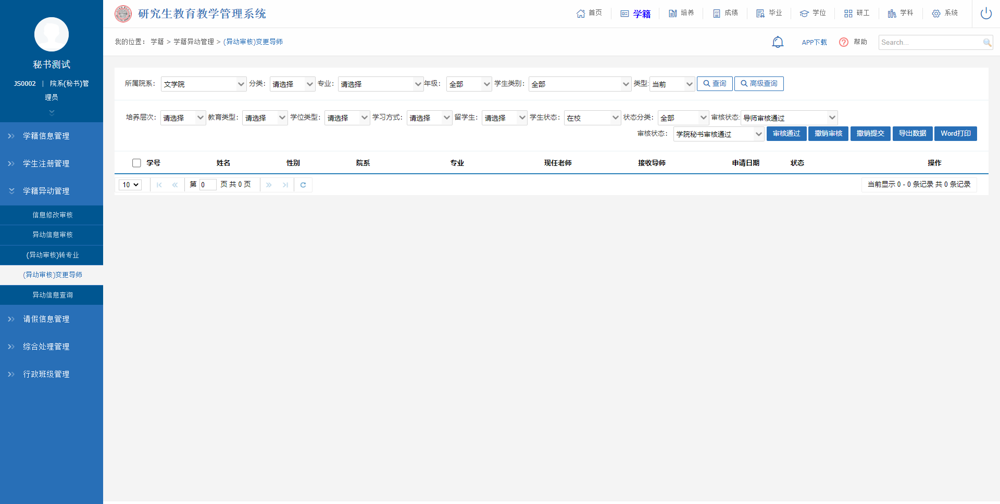 研究生教育教学管理系统
首页 学籍 培养 成绩 毕业 学位 研工 学科 系统
我的位置： 学籍 > 学籍异动管理 > (异动审核)变更导师
APP下载 帮助 Search...
秘书测试
JS0002 | 院系(秘书)管
理员
学籍信息管理
学生注册管理
学籍异动管理
信息修改审核
异动信息审核
(异动审核)转专业
(异动审核)变更导师
异动信息查询
请假信息管理
综合处理管理
行政班级管理
所属院系： 文学院 分类： 请选择 专业： 请选择 年级： 全部 学生类别： 全部 类型: 当前 查询 高级查询
培养层次： 请选择 教育类型： 请选择 学位类型： 请选择 学习方式： 请选择 留学生： 请选择 学生状态： 在校 状态分类： 全部 审核状态: 导师审核通过
审核状态： 学院秘书审核通过 审核通过 撤销审核 撤销提交 导出数据 Word打印
学号 姓名 性别 院系 专业 现任老师 接收导师 申请日期 状态 操作
10 第 0 页 共 0 页 当前显示 0 - 0 条记录 共 0 条记录